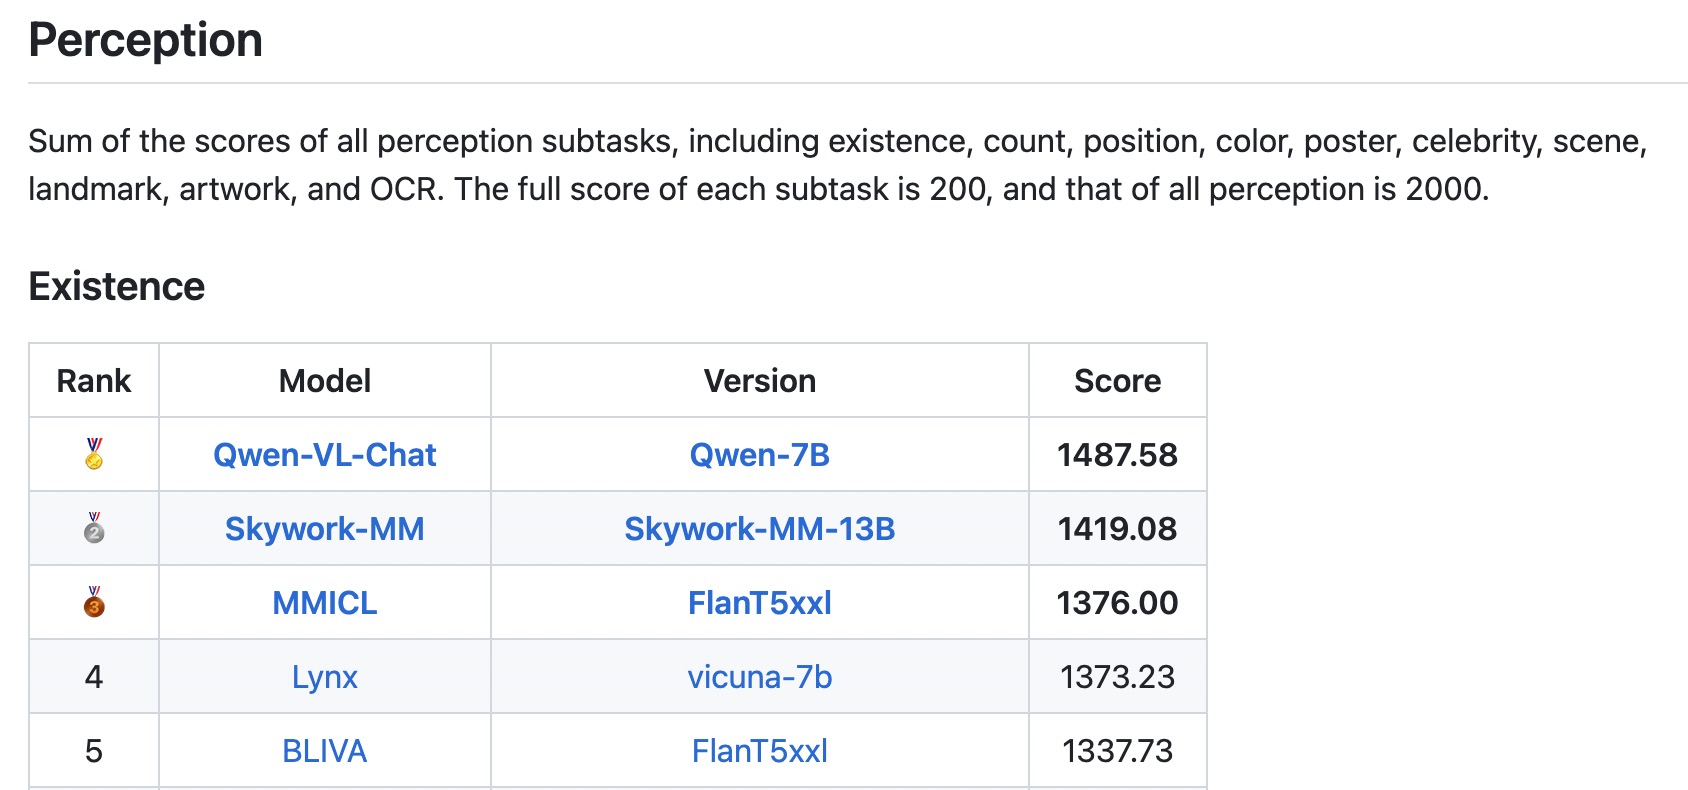 Perception
Sum of the scores of all perception subtasks, including existence, count, position, color, poster, celebrity, scene,
landmark, artwork, and OCR. The full score of each subtask is 200, and that of all perception is 2000.
Existence
Rank Model Version Score
Qwen-VL-Chat Qwen-7B 1487.58
2 Skywork-MM Skywork-MM-13B 1419.08
3 MMICL FlanT5xxl 1376.00
4 Lynx vicuna-7b 1373.23
5 BLIVA FlanT5xxl 1337.73